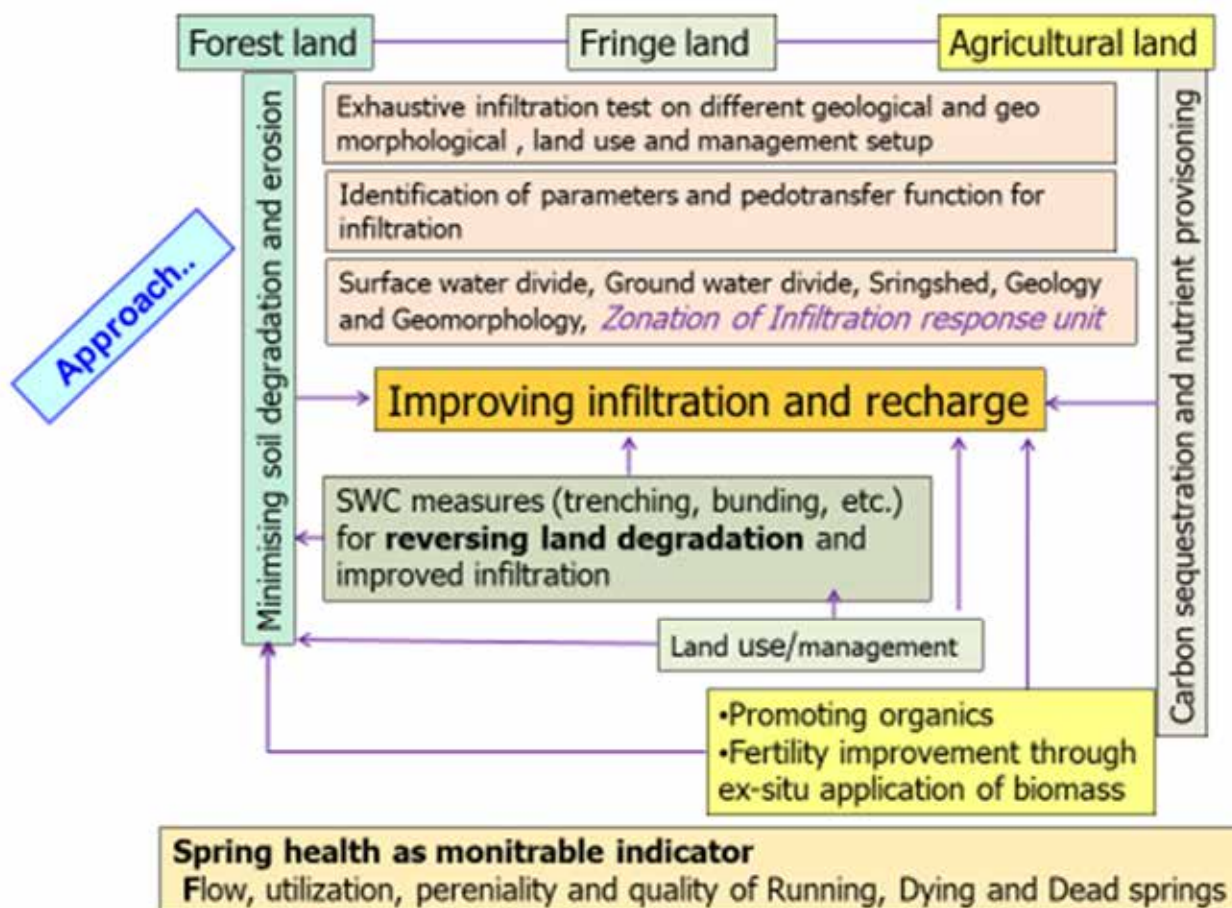 Forest land
Fringe land
Agricultural land
Approach..
Minimising soil degradation and erosion
Exhaustive infiltration test on different geological and geo
morphological , land use and management setup
Identification of parameters and pedotransfer function for
infiltration
Surface water divide, Ground water divide, Sringshed, Geology
and Geomorphology, Zonation of Infiltration response unit
Carbon sequestration and nutrient provisoning
Improving infiltration and recharge
SWC measures (trenching, bunding, etc.)
for reversing land degradation and
improved infiltration
Land use/management
•Promoting organics
•Fertility improvement through
ex-situ application of biomass
Spring health as monitrable indicator
Flow, utilization, pereniality and quality of Running, Dying and Dead springs